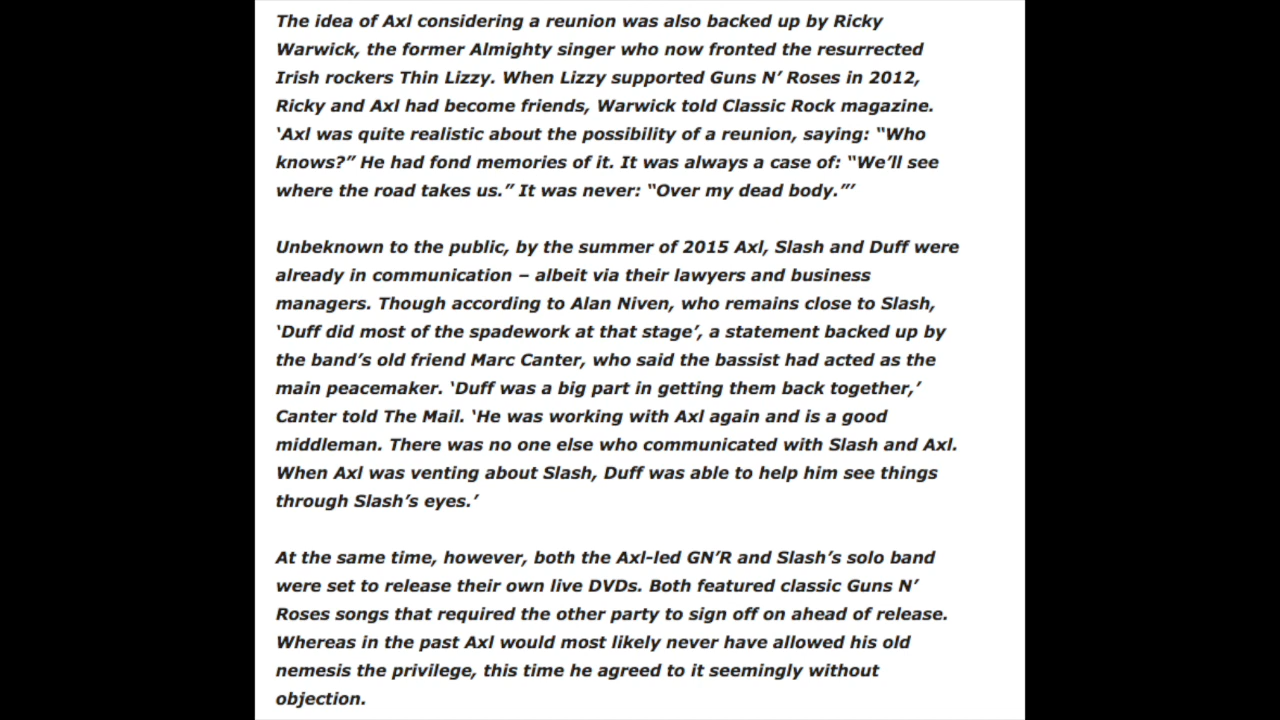 The idea of Axl considering a reunion was also backed up by Ricky
Warwick, the former Almighty singer who now fronted the resurrected
Irish rockers Thin Lizzy. When Lizzy supported Guns N’ Roses in 2012,
Ricky and Axl had become friends, Warwick told Classic Rock magazine.
‘Axl was quite realistic about the possibility of a reunion, saying: “Who
knows?” He had fond memories of it. It was always a case of: “We’ll see
where the road takes us.” It was never: “Over my dead body.”’
Unbeknown to the public, by the summer of 2015 Axl, Slash and Duff were
already in communication – albeit via their lawyers and business
managers. Though according to Alan Niven, who remains close to Slash,
‘Duff did most of the spadework at that stage’, a statement backed up by
the band’s old friend Marc Canter, who said the bassist had acted as the
main peacemaker. ‘Duff was a big part in getting them back together,’
Canter told The Mail. ‘He was working with Axl again and is a good
middleman. There was no one else who communicated with Slash and Axl.
When Axl was venting about Slash, Duff was able to help him see things
through Slash’s eyes.’
At the same time, however, both the Axl-led GN’R and Slash’s solo band
were set to release their own live DVDs. Both featured classic Guns N’
Roses songs that required the other party to sign off on ahead of release.
Whereas in the past Axl would most likely never have allowed his old
nemesis the privilege, this time he agreed to it seemingly without
objection.